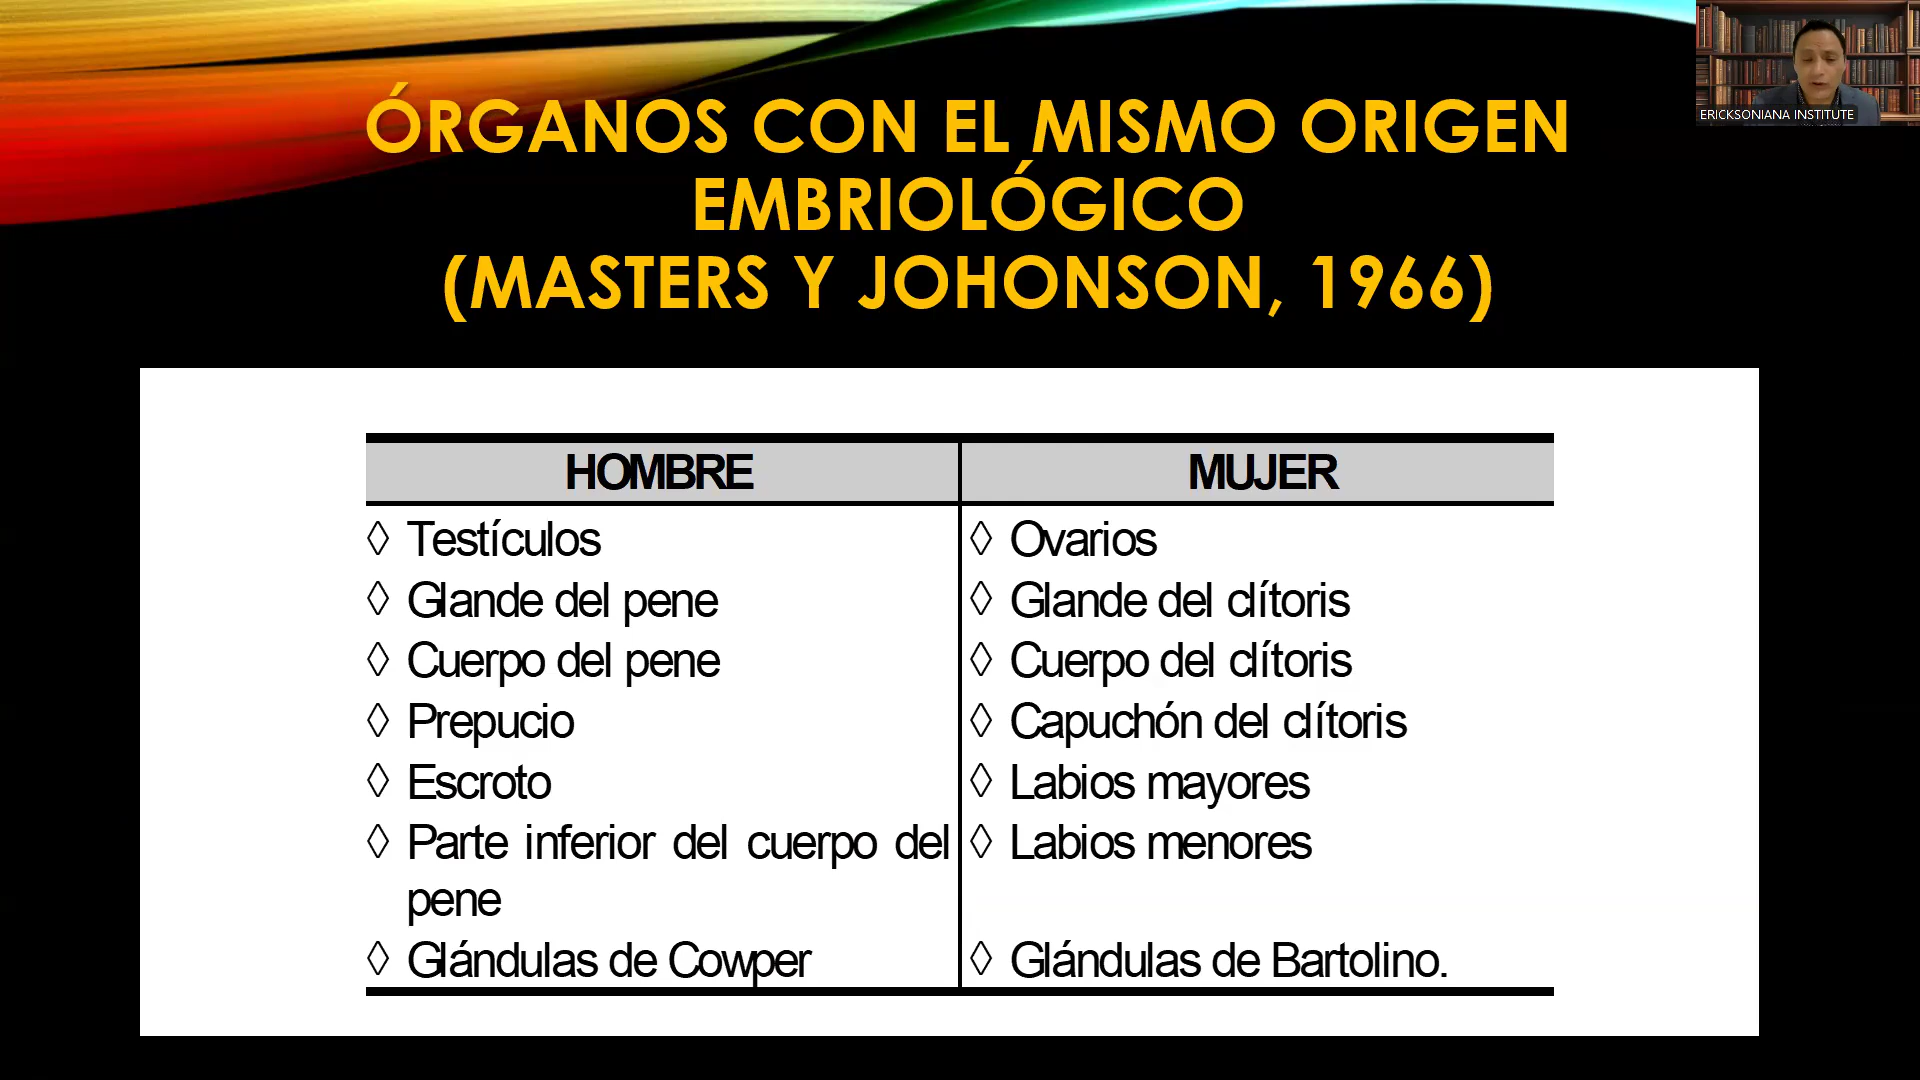 ÓRGANOS CON EL MISMO ORIGEN
EMBRIOLÓGICO
(MASTERS Y JOHONSON, 1966)
ERICKSONIANA INSTITUTE
HOMBRE
MUJER
◊ Testículos
◊ Ovarios
◊ Glande del pene
◊ Glande del clítoris
◊ Cuerpo del pene
◊ Cuerpo del clítoris
◊ Prepucio
◊ Capuchón del clítoris
◊ Escroto
◊ Labios mayores
◊ Parte inferior del cuerpo del
pene
◊ Labios menores
◊ Glándulas de Cowper
◊ Glándulas de Bartolino.